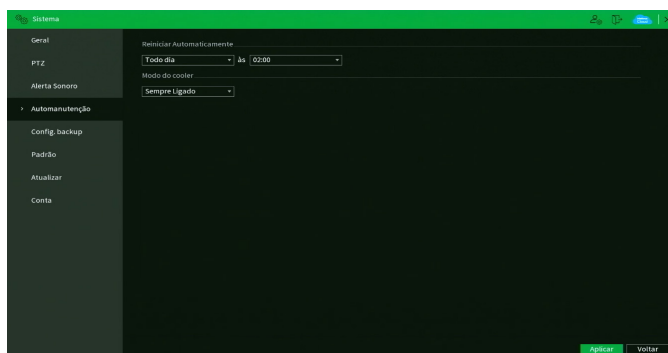 Sistema
Geral
PTZ
Alerta Sonoro
Automanutenção
Config. backup
Padrão
Atualizar
Conta
Reiniciar Automaticamente
Todo dia às 02:00
Modo do cooler
Sempre Ligado
Aplicar Voltar